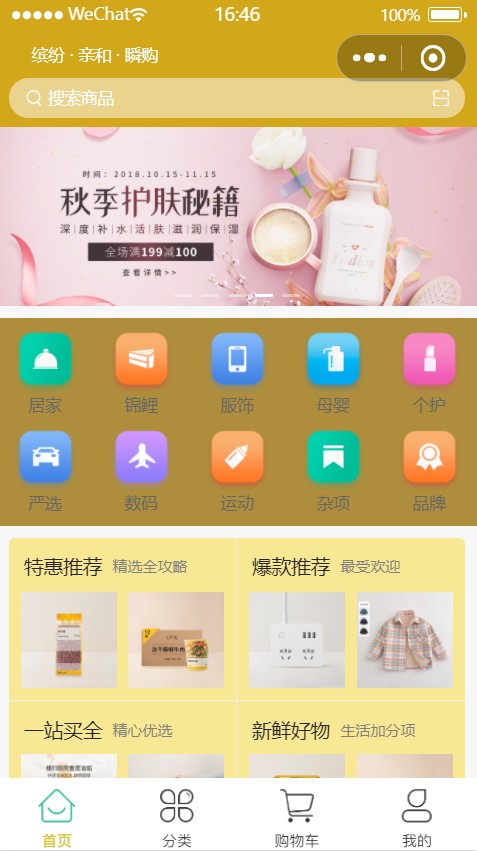 WeChat 16:46 100%
缤纷 · 亲和 · 瞬购
搜索商品
时间：2018.10.15-11.15
秋季护肤秘籍
深|度|补|水|活|肤|滋|润|保|湿
全场满199减100
查看详情>>
居家 锦鲤 服饰 母婴 个护
严选 数码 运动 杂项 品牌
特惠推荐 精选全攻略
爆款推荐 最受欢迎
一站买全 精心优选
新鲜好物 生活加分项
首页 分类 购物车 我的